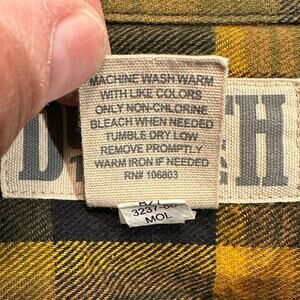 MACHINE WASH WARM
WITH LIKE COLORS
ONLY NON-CHLORINE
BLEACH WHEN NEEDED
TUMBLE DRY LOW
REMOVE PROMPTLY
WARM IRON IF NEEDED
RN# 106803
MOL